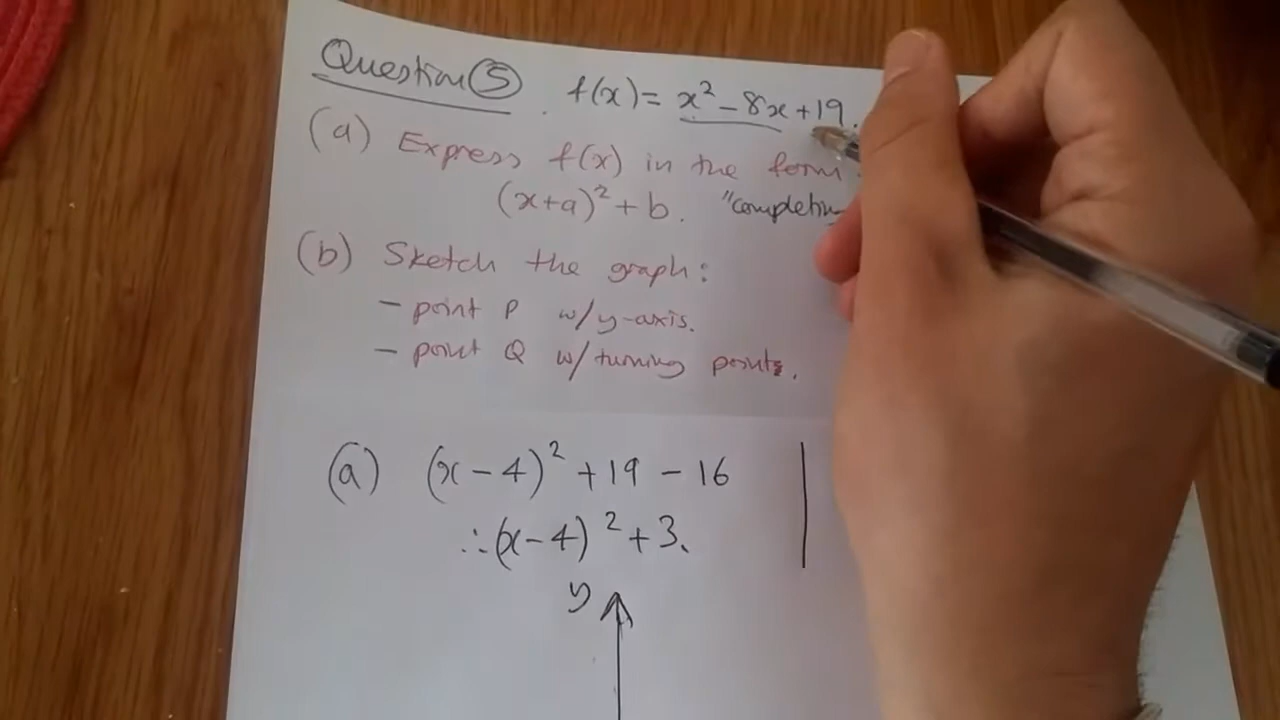 Question 5 f(x) = x² - 8x + 19.
(a) Express f(x) in the form
(x+a)² + b. "completin
(b) Sketch the graph:
- point P w/ y-axis.
- point Q w/ turning points.
(a) (x - 4)² + 19 - 16
∴ (x - 4)² + 3.
y